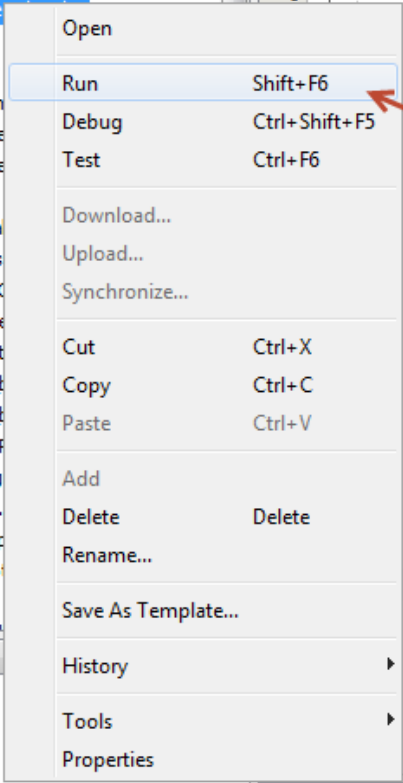 Open
Run Shift+F6
Debug Ctrl+Shift+F5
Test Ctrl+F6
Download...
Upload...
Synchronize...
Cut Ctrl+X
Copy Ctrl+C
Paste Ctrl+V
Add
Delete Delete
Rename...
Save As Template...
History
Tools
Properties